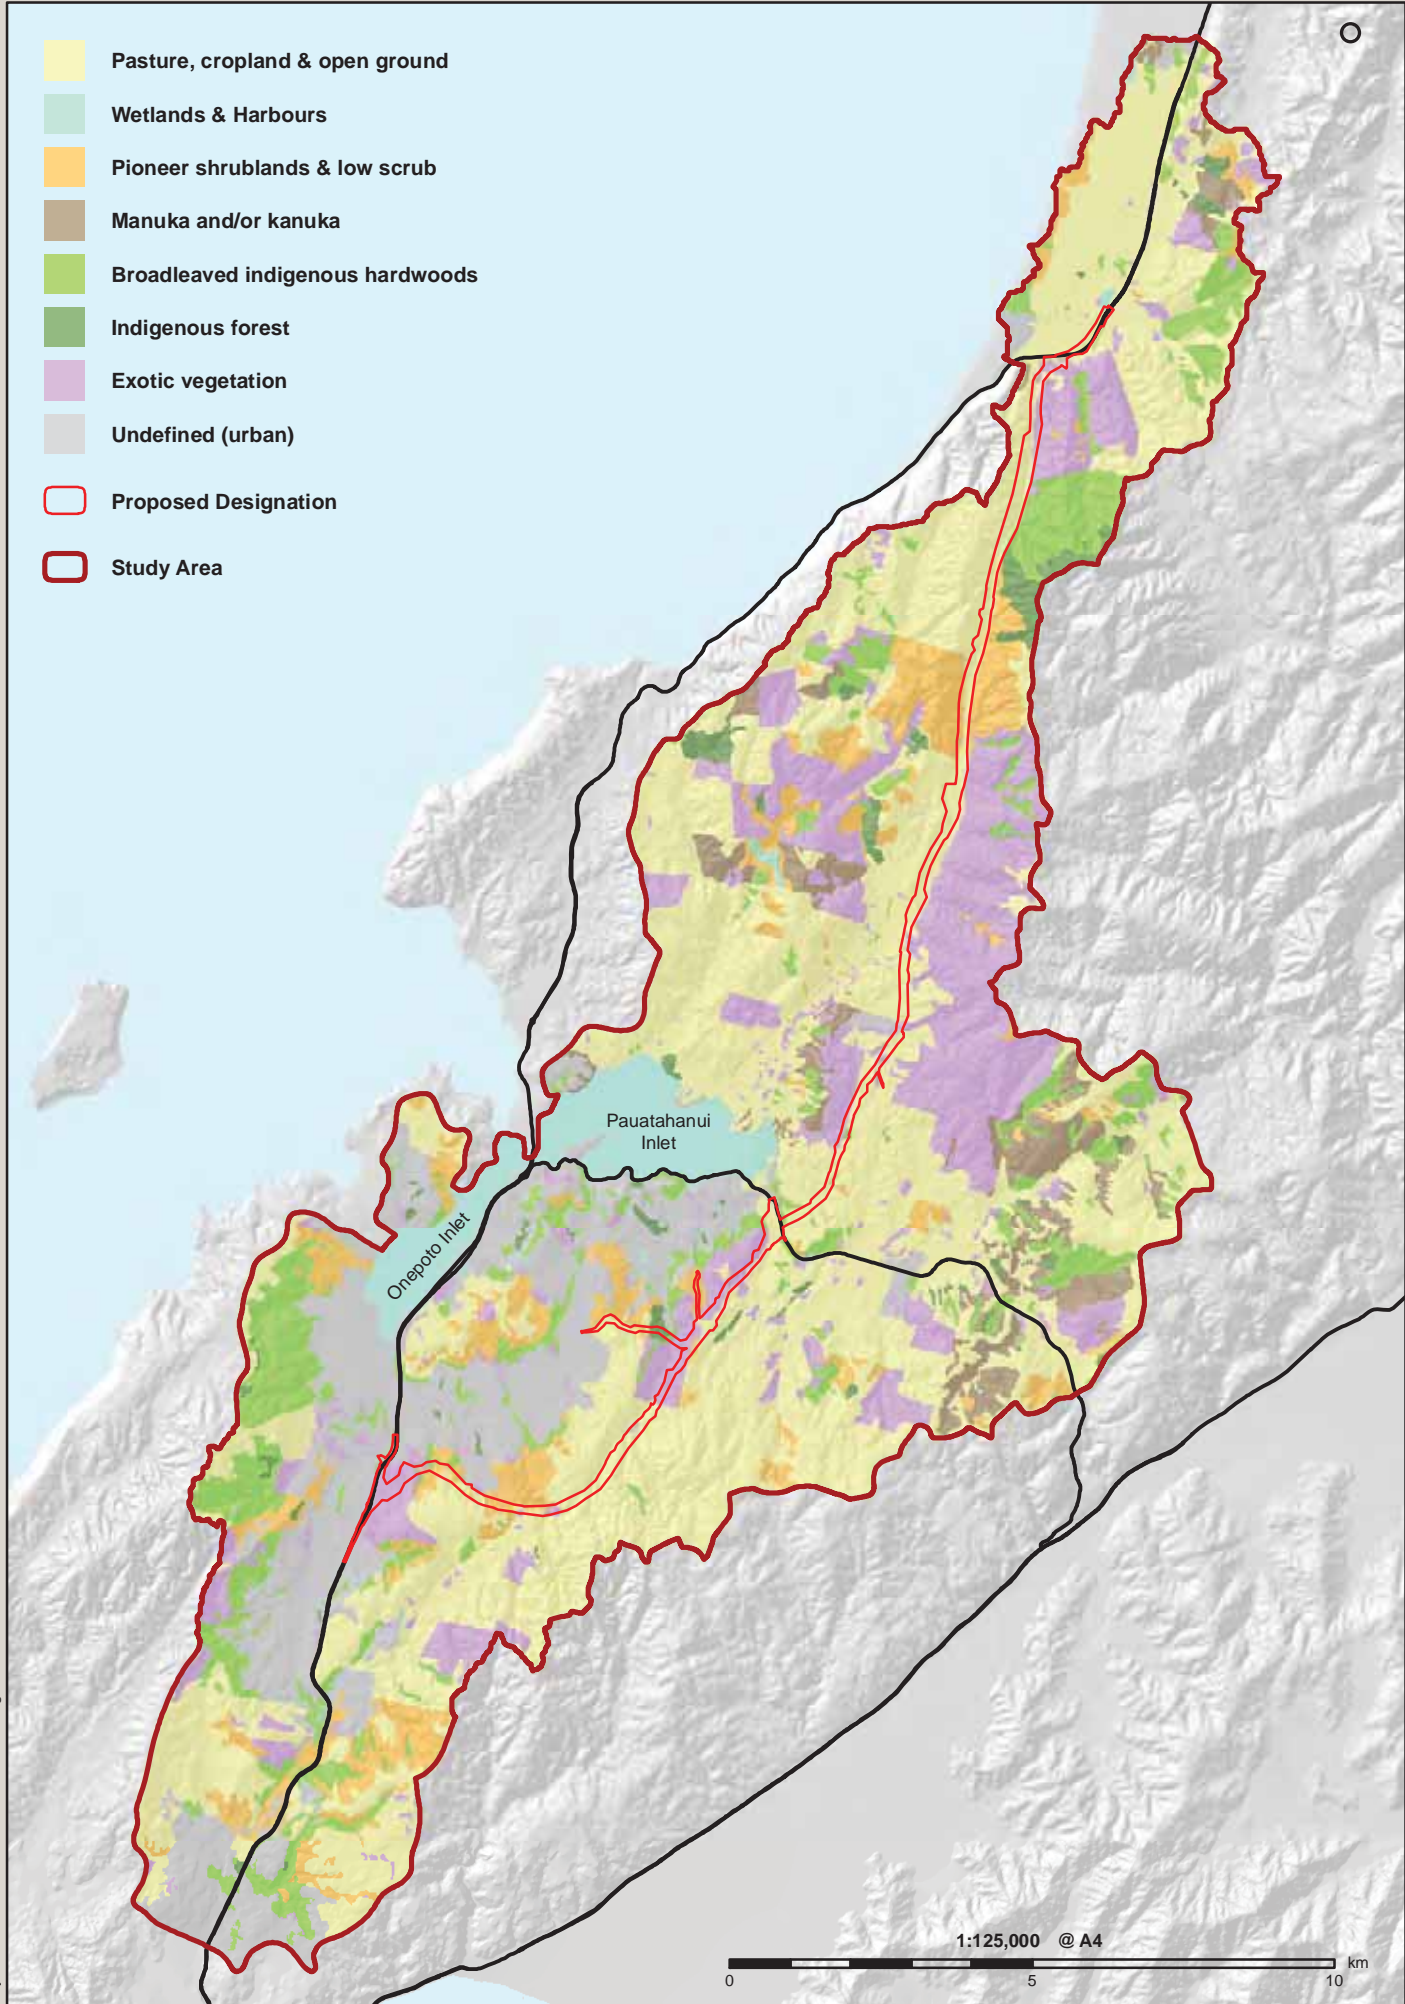 Pasture, cropland & open ground
Wetlands & Harbours
Pioneer shrublands & low scrub
Manuka and/or kanuka
Broadleaved indigenous hardwoods
Indigenous forest
Exotic vegetation
Undefined (urban)
Proposed Designation
Study Area
Pauatahanui
Inlet
Onepoto Inlet
1:125,000 @ A4
km
0 5 10